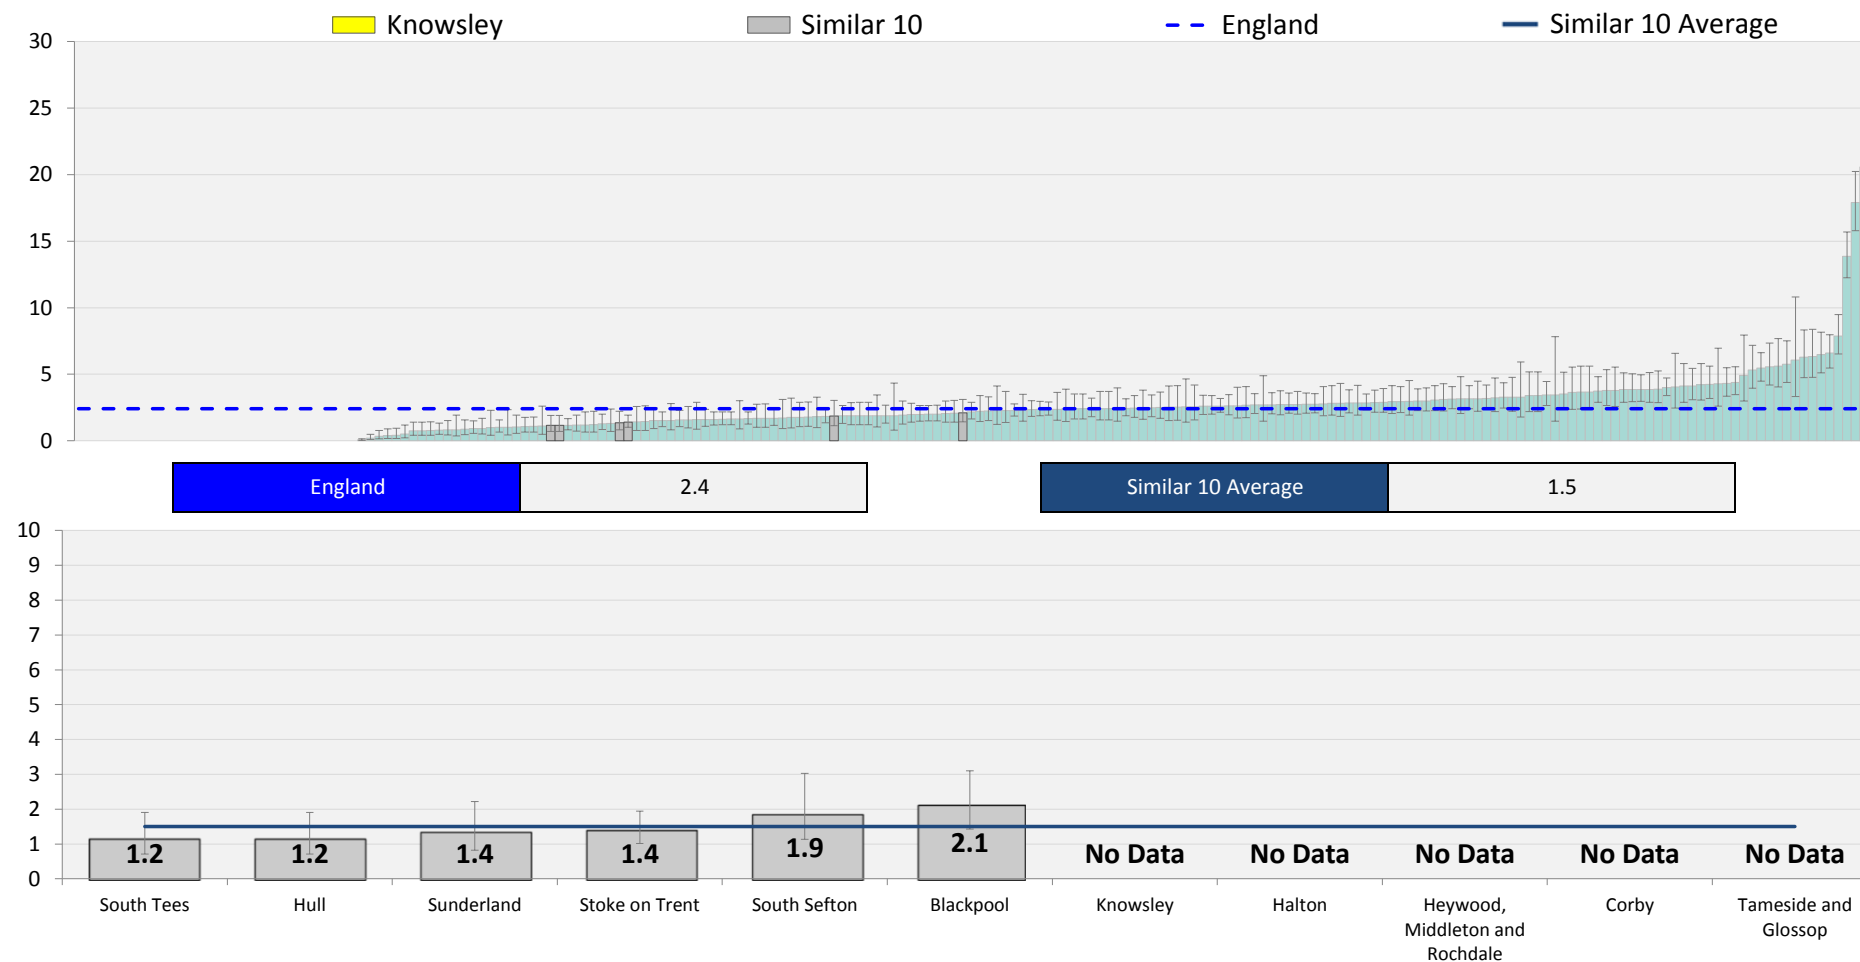 Knowsley
Similar 10
England
Similar 10 Average
30
25
20
15
10
5
0
England
2.4
Similar 10 Average
1.5
10
9
8
7
6
5
4
3
2
1
0
1.2
1.2
1.4
1.4
1.9
2.1
No Data
No Data
No Data
No Data
No Data
South Tees
Hull
Sunderland
Stoke on Trent
South Sefton
Blackpool
Knowsley
Halton
Heywood,
Middleton and
Rochdale
Corby
Tameside and
Glossop